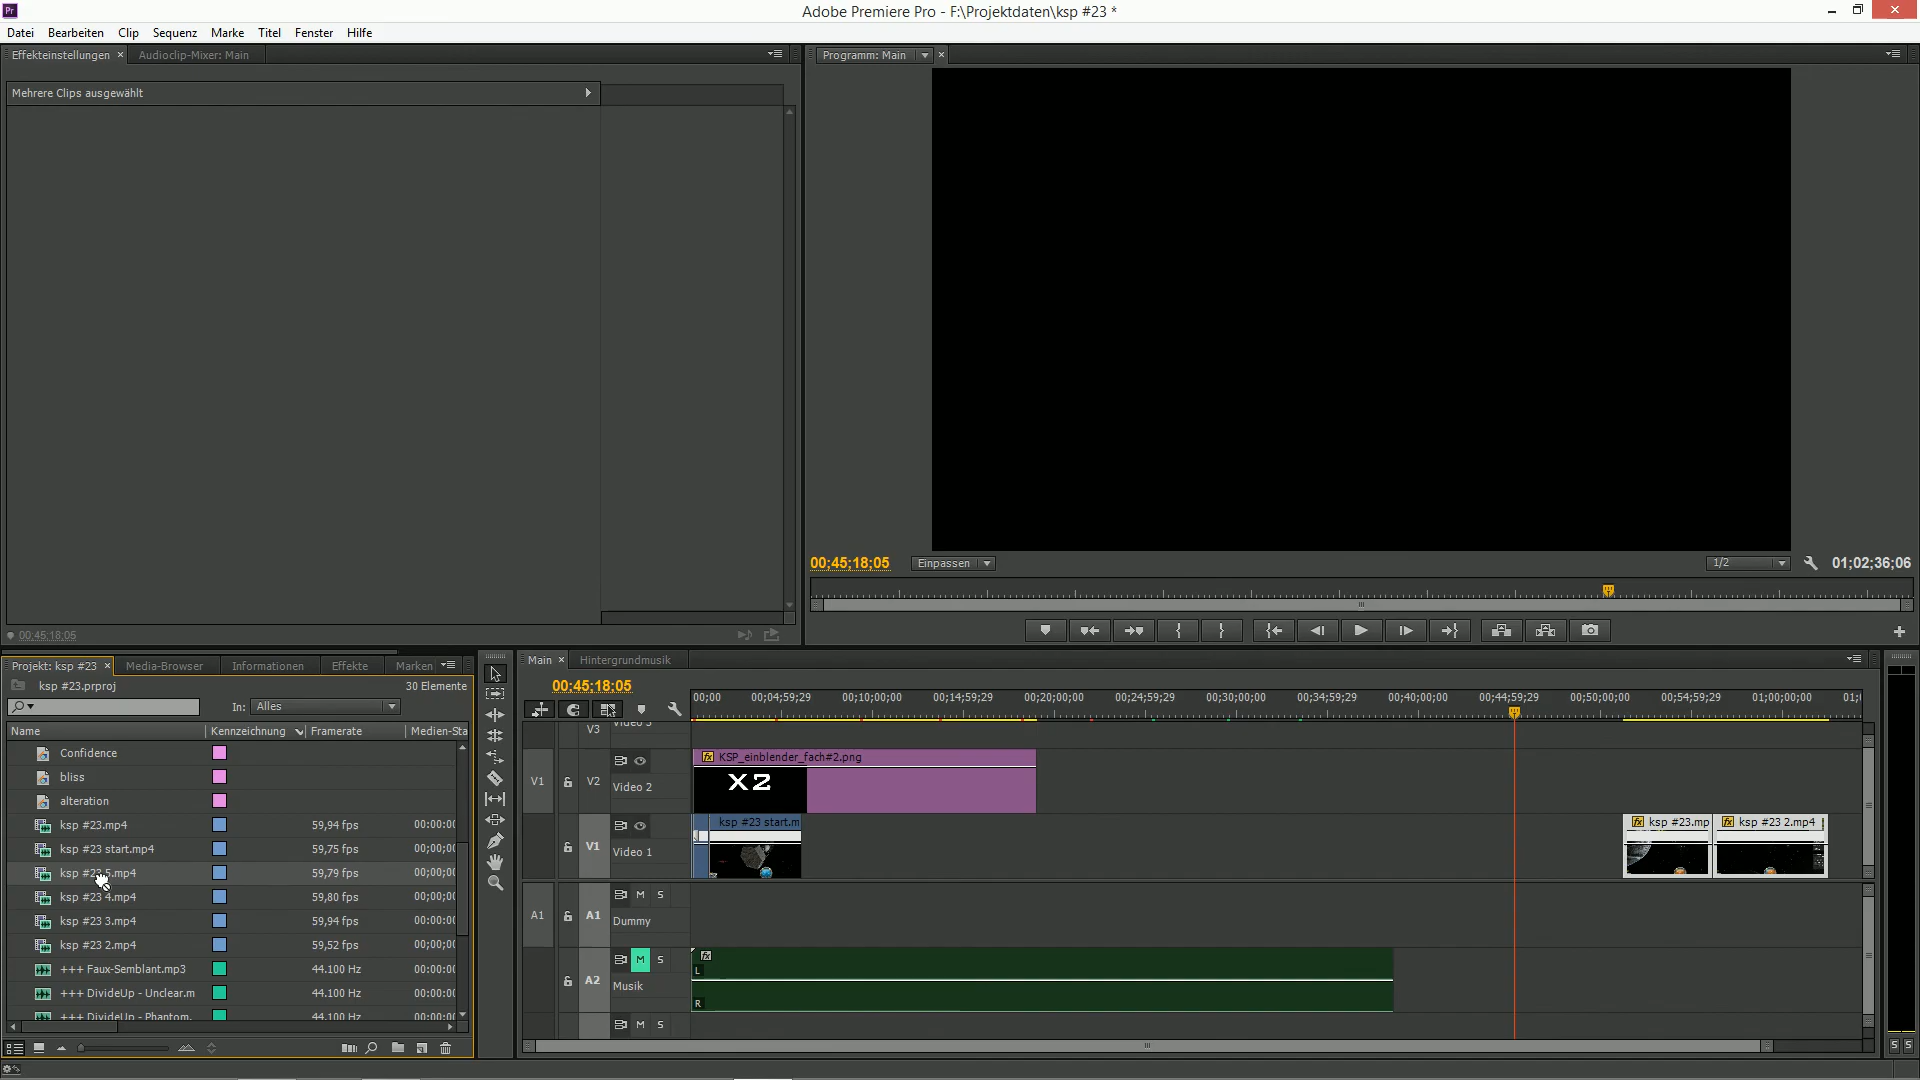 Adobe Premiere Pro - F:\Projektdaten\ksp #23 *
Datei Bearbeiten Clip Sequenz Marke Titel Fenster Hilfe
Effekteinstellungen Audioclip-Mixer: Main
Programm: Main
Mehrere Clips ausgewählt
00;45;18;05 Einpassen 1/2 01;02;36;06
00;45;18;05
Projekt: ksp #23 Media-Browser Informationen Effekte Marken
ksp #23.prproj 30 Elemente
In: Alles
Name Kennzeichnung Framerate Medien-Sta
Confidence
bliss
alteration
ksp #23.mp4 59,94 fps 00:00:00
ksp #23 start.mp4 59,75 fps 00;00;00
ksp #23 5.mp4 59,79 fps 00:00:00
ksp #23 4.mp4 59,80 fps 00;00;00
ksp #23 3.mp4 59,94 fps 00:00:00
ksp #23 2.mp4 59,52 fps 00;00;00
+++ Faux-Semblant.mp3 44.100 Hz
+++ DivideUp - Unclear.m 44.100 Hz
+++ DivideUp - Phantom. 44.100 Hz
Main Hintergrundmusik
00;45;18;05
00;00 00;04;59;29 00;10;00;00 00;14;59;29 00;20;00;00 00;24;59;29 00;30;00;00 00;34;59;29 00;40;00;00 00;44;59;29 00;50;00;00 00;54;59;29 01;00;00;00 01;0
V3 Video 3
V1 V2 Video 2
KSP_einblender_fach#2.png
X2
V1 Video 1
ksp #23 start.m
ksp #23.mp
ksp #23 2.mp4
A1 A1 M S
Dummy
A2 M S
Musik
L
R
M S
S S